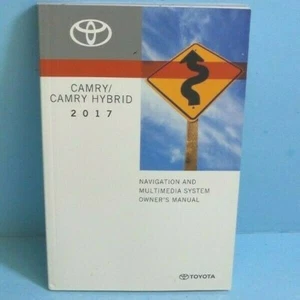 CAMRY/
CAMRY HYBRID
2017
NAVIGATION AND
MULTIMEDIA SYSTEM
OWNER'S MANUAL
TOYOTA